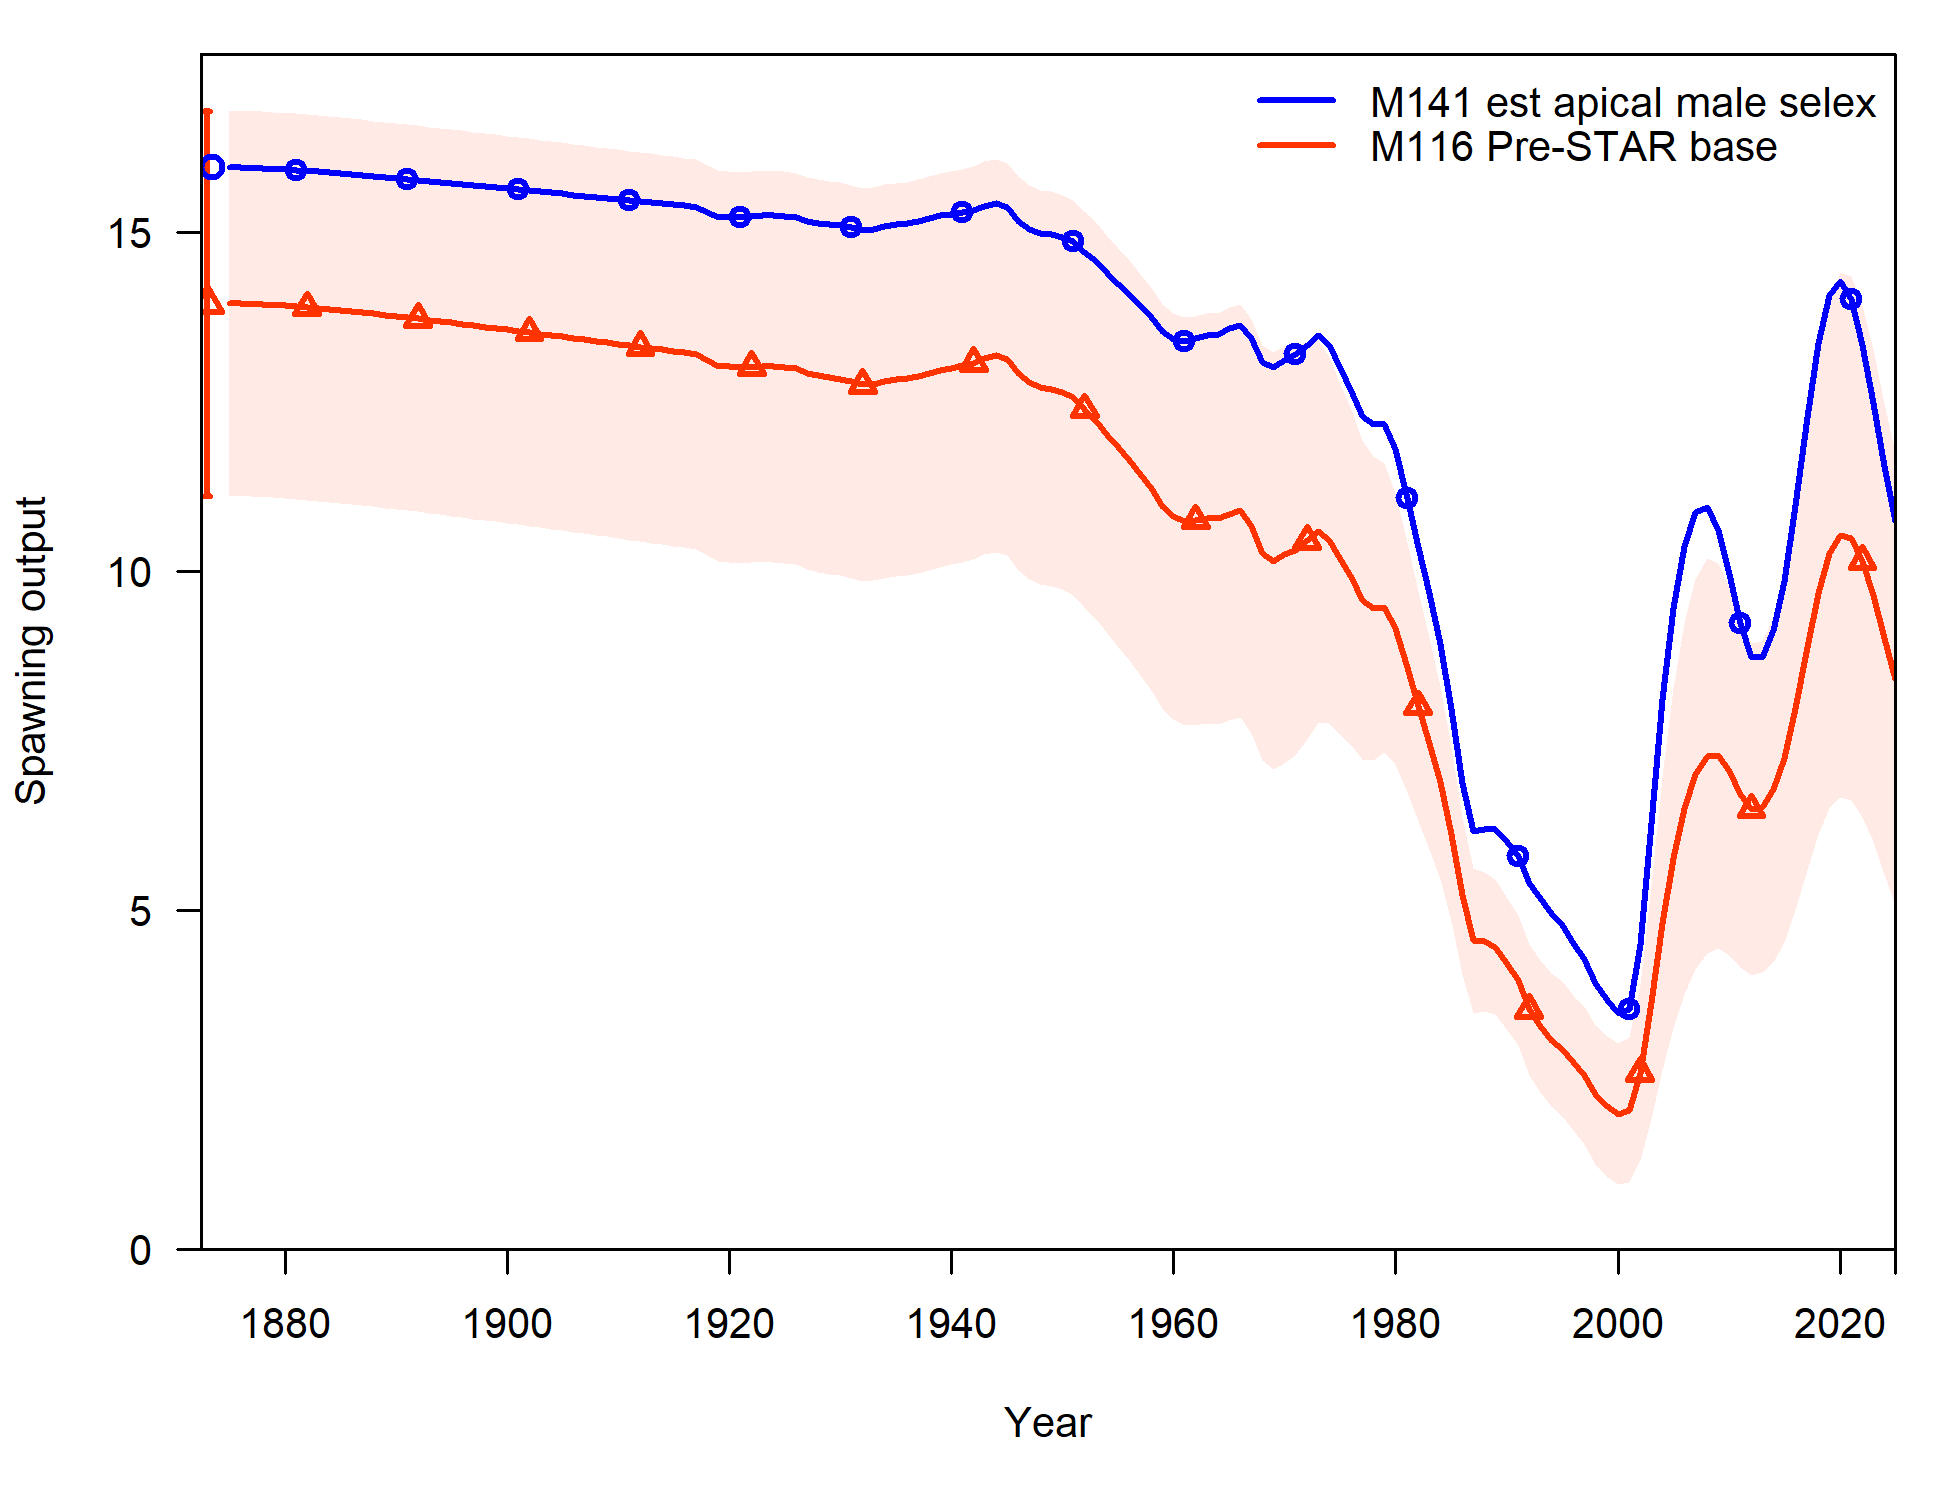 M141 est apical male selex
M116 Pre-STAR base
Spawning output
15
10
5
0
1880 1900 1920 1940 1960 1980 2000 2020
Year